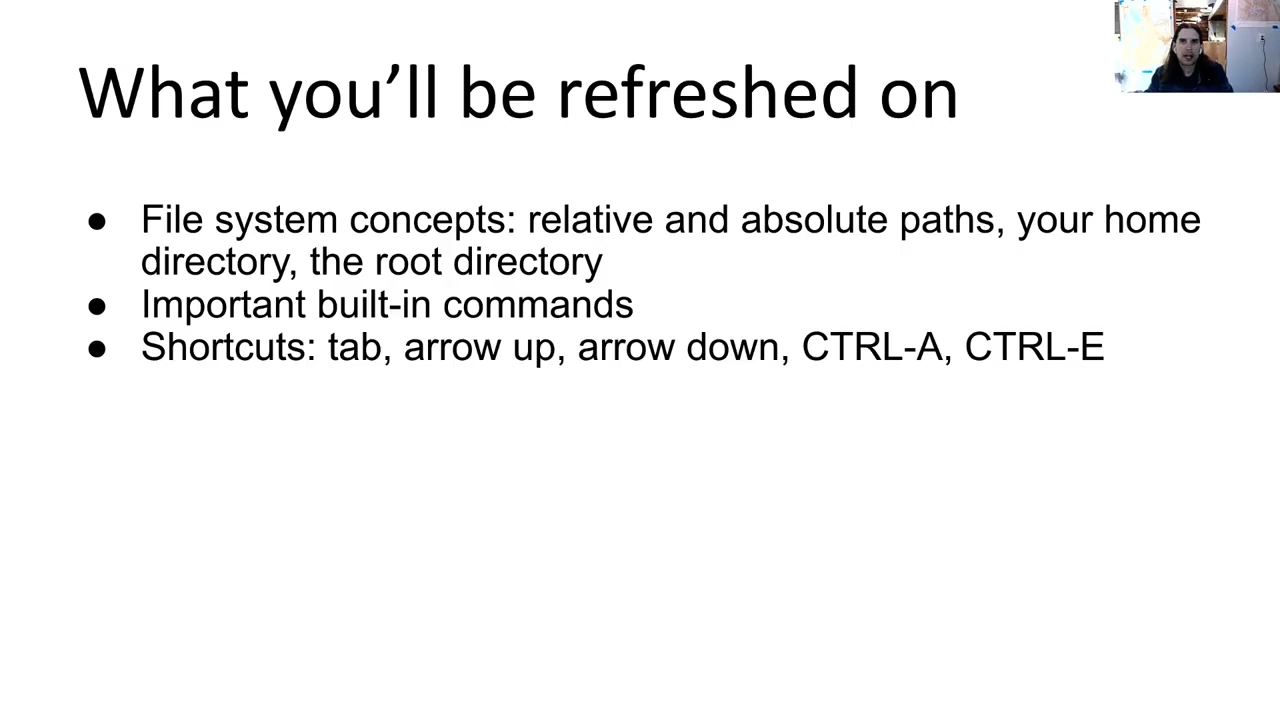 What you’ll be refreshed on
● File system concepts: relative and absolute paths, your home
directory, the root directory
● Important built-in commands
● Shortcuts: tab, arrow up, arrow down, CTRL-A, CTRL-E